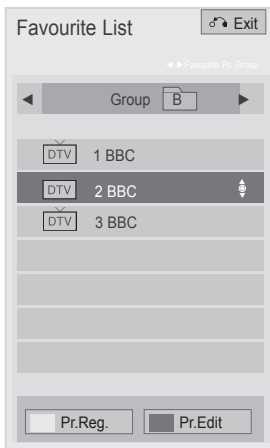 Favourite List
Exit
◄ ►Favourite Pr. Group
◄ Group B ►
DTV 1 BBC
DTV 2 BBC
DTV 3 BBC
Pr.Reg. Pr.Edit